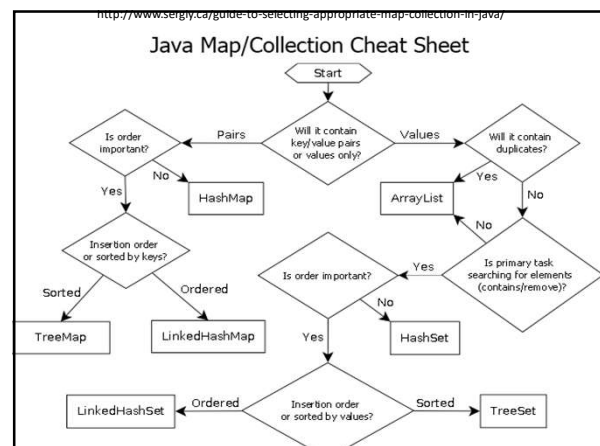 http://www.sergiy.ca/guide-to-selecting-appropriate-map-collection-in-java/
Java Map/Collection Cheat Sheet
Start
Is order
important?
Pairs
Will it contain
key/value pairs
or values only?
Values
Will it contain
duplicates?
No
Yes
HashMap
Yes
ArrayList
No
No
Insertion order
or sorted by keys?
Is order important?
Yes
Is primary task
searching for elements
(contains/remove)?
Sorted
Ordered
No
TreeMap
LinkedHashMap
Yes
HashSet
LinkedHashSet
Ordered
Insertion order
or sorted by values?
Sorted
TreeSet